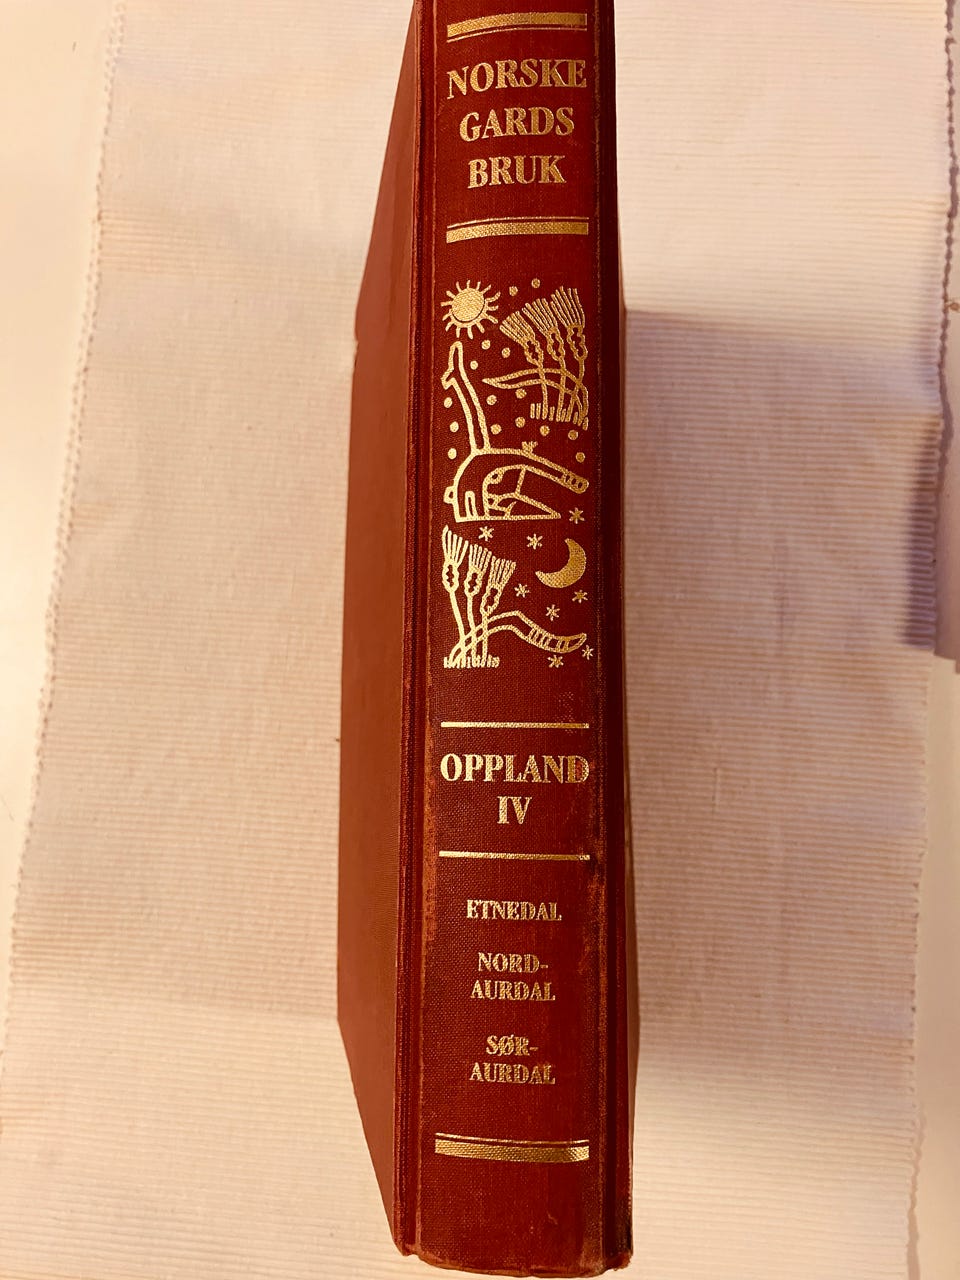 NORSKE
GARDS
BRUK
OPPLAND
IV
ETNEDAL
NORD-
AURDAL
SØR-
AURDAL